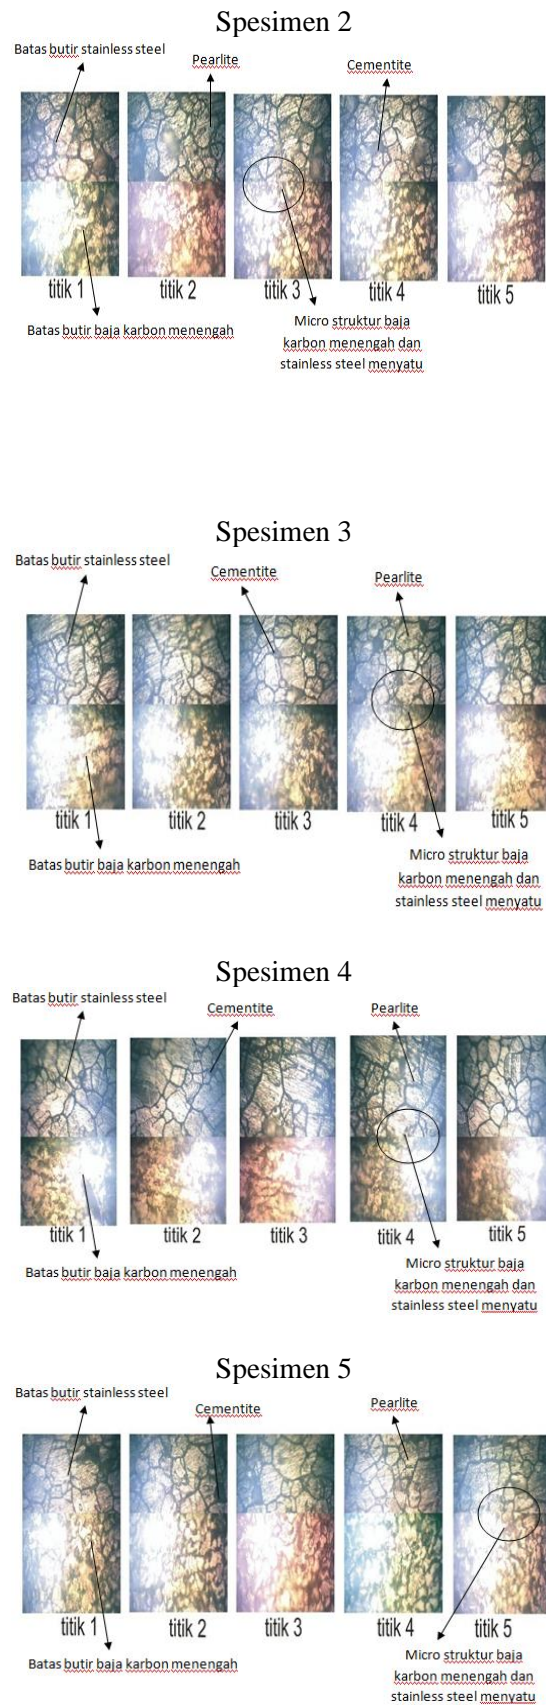 Spesimen 2
Batas butir stainless steel
Pearlite
Cementite
titik 1
titik 2
titik 3
titik 4
titik 5
Batas butir baja karbon menengah
Micro struktur baja
karbon menengah dan
stainless steel menyatu
Spesimen 3
Batas butir stainless steel
Cementite
Pearlite
titik 1
titik 2
titik 3
titik 4
titik 5
Batas butir baja karbon menengah
Micro struktur baja
karbon menengah dan
stainless steel menyatu
Spesimen 4
Batas butir stainless steel
Cementite
Pearlite
titik 1
titik 2
titik 3
titik 4
titik 5
Batas butir baja karbon menengah
Micro struktur baja
karbon menengah dan
stainless steel menyatu
Spesimen 5
Batas butir stainless steel
Cementite
Pearlite
titik 1
titik 2
titik 3
titik 4
titik 5
Batas butir baja karbon menengah
Micro struktur baja
karbon menengah dan
stainless steel menyatu